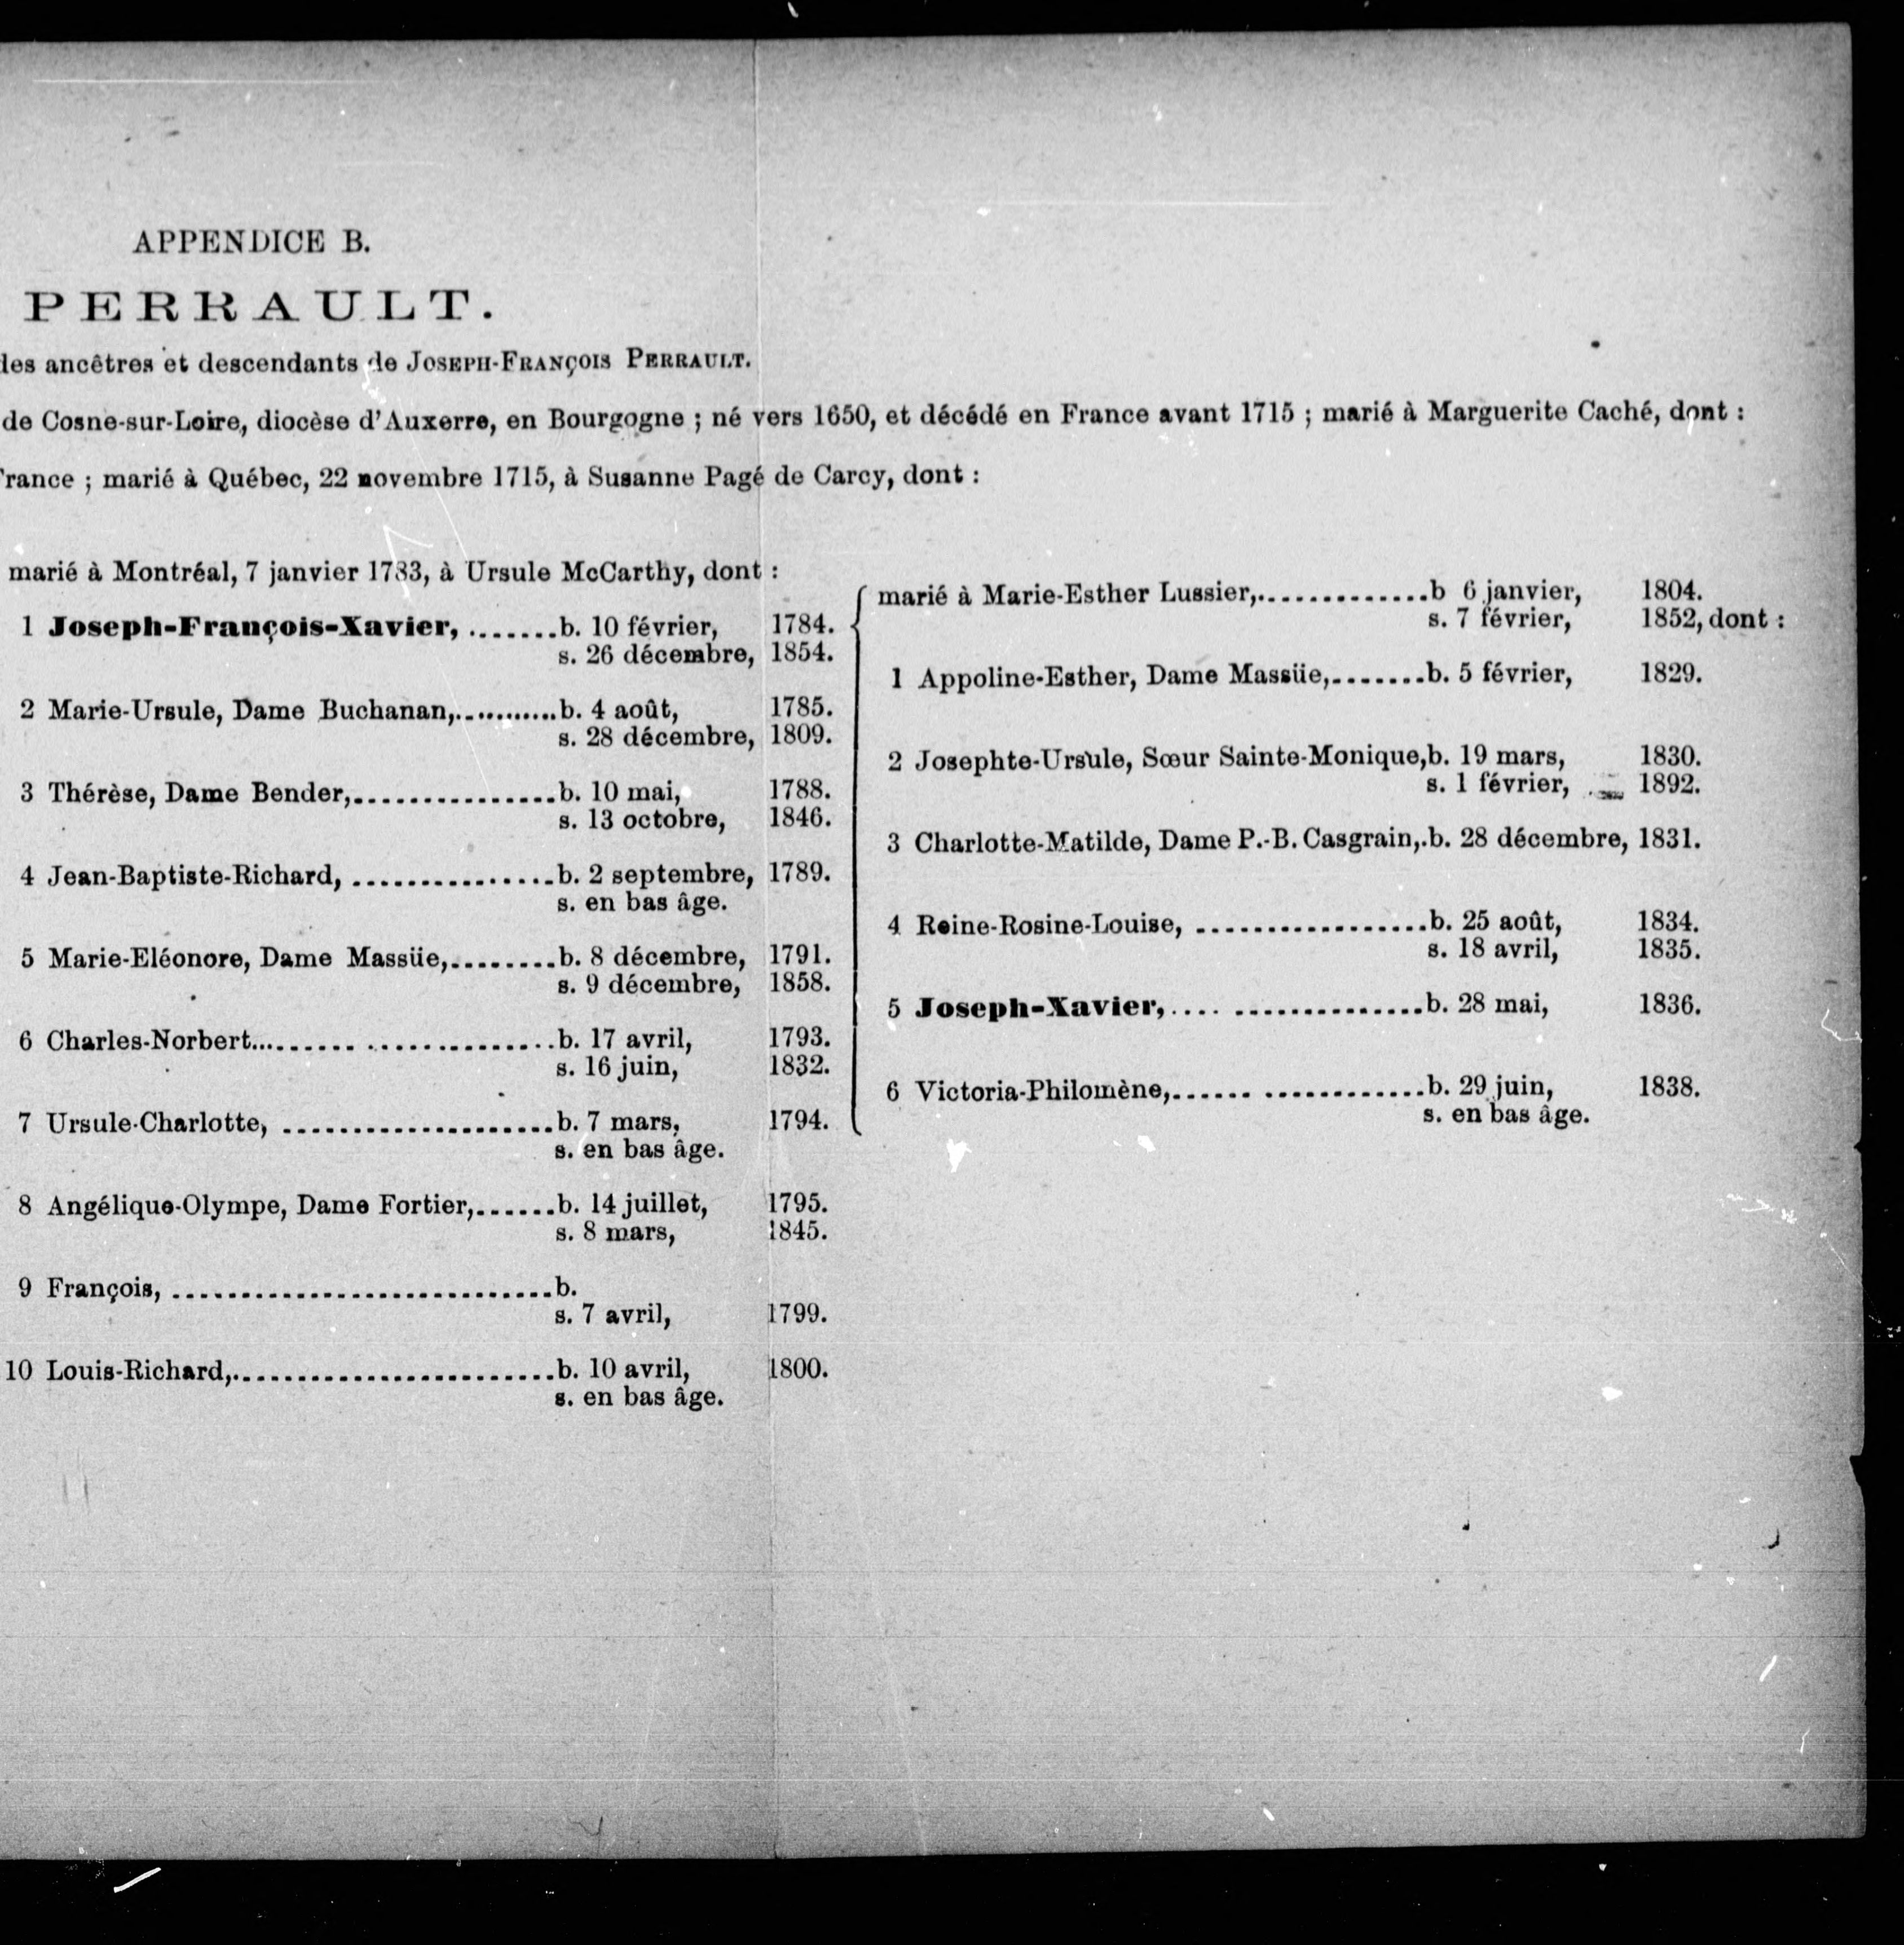 APPENDICE B.
PERRAULT.
des ancêtres et descendants de JOSEPH-FRANÇOIS PERRAULT.
de Cosne-sur-Loire, diocèse d'Auxerre, en Bourgogne ; né vers 1650, et décédé en France avant 1715 ; marié à Marguerite Caché, dont :
rance ; marié à Québec, 22 novembre 1715, à Susanne Pagé de Carcy, dont :
marié à Montréal, 7 janvier 1783, à Ursule McCarthy, dont :
1 Joseph-François-Xavier, .......b. 10 février, 1784.
s. 26 décembre, 1854.
2 Marie-Ursule, Dame Buchanan,...........b. 4 août, 1785.
s. 28 décembre, 1809.
3 Thérèse, Dame Bender,...............b. 10 mai, 1788.
s. 13 octobre, 1846.
4 Jean-Baptiste-Richard, ...............b. 2 septembre, 1789.
s. en bas âge.
5 Marie-Eléonore, Dame Massüe,........b. 8 décembre, 1791.
s. 9 décembre, 1858.
6 Charles-Norbert......... ..............b. 17 avril, 1793.
s. 16 juin, 1832.
7 Ursule-Charlotte, ....................b. 7 mars, 1794.
s. en bas âge.
8 Angélique-Olympe, Dame Fortier,......b. 14 juillet, 1795.
s. 8 mars, 1845.
9 François, ............................b.
s. 7 avril, 1799.
10 Louis-Richard,........................b. 10 avril, 1800.
s. en bas âge.
marié à Marie-Esther Lussier,............b 6 janvier, 1804.
s. 7 février, 1852, dont :
1 Appoline-Esther, Dame Massüe,.......b. 5 février, 1829.
2 Josephte-Ursule, Sœur Sainte-Monique,b. 19 mars, 1830.
s. 1 février, 1892.
3 Charlotte-Matilde, Dame P.-B. Casgrain,.b. 28 décembre, 1831.
4 Reine-Rosine-Louise, .................b. 25 août, 1834.
s. 18 avril, 1835.
5 Joseph-Xavier,.... ..............b. 28 mai, 1836.
6 Victoria-Philomène,...... ............b. 29 juin, 1838.
s. en bas âge.